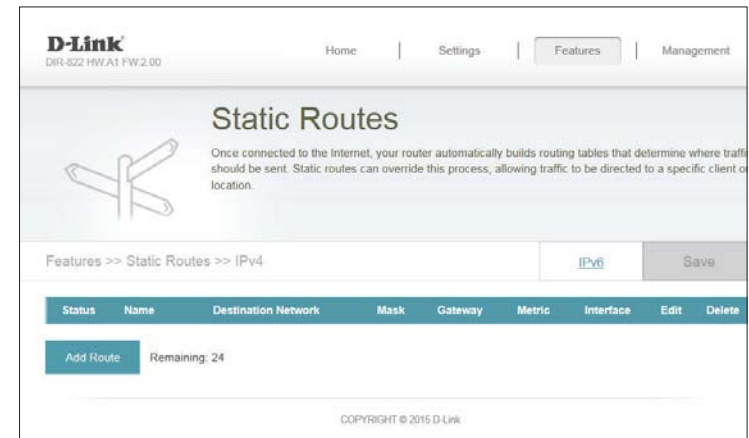 D-Link
DIR-822 HW.A1 FW.2.00
Home | Settings | Features | Management
Static Routes
Once connected to the Internet, your router automatically builds routing tables that determine where
should be sent. Static routes can override this process, allowing traffic to be directed to a specific client
location.
Features >> Static Routes >> IPv4
IPv6
Save
Status Name Destination Network Mask Gateway Metric Interface Edit Delete
Add Route
Remaining: 24
COPYRIGHT © 2015 D-Link